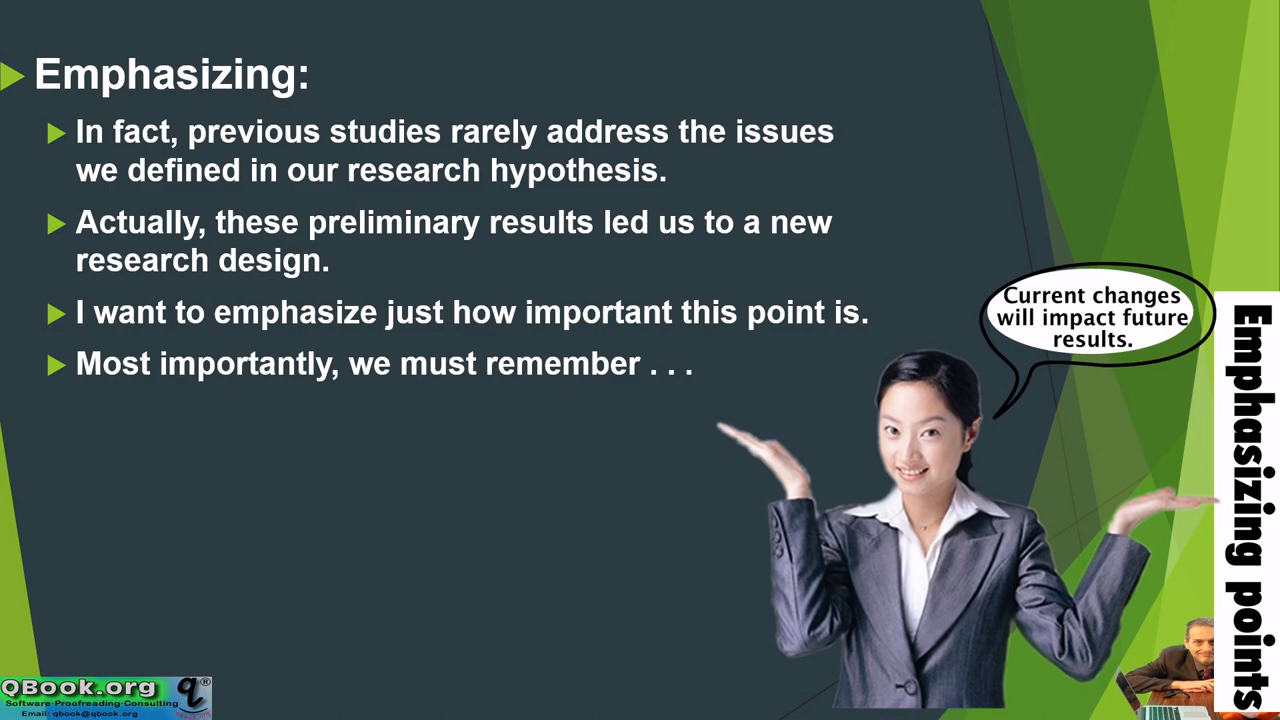 Emphasizing:
In fact, previous studies rarely address the issues
we defined in our research hypothesis.
Actually, these preliminary results led us to a new
research design.
I want to emphasize just how important this point is.
Most importantly, we must remember . . .
Current changes
will impact future
results.
Emphasizing points
QBook.org
Software·Proofreading·Consulting
Email: qbook@qbook.org
q®